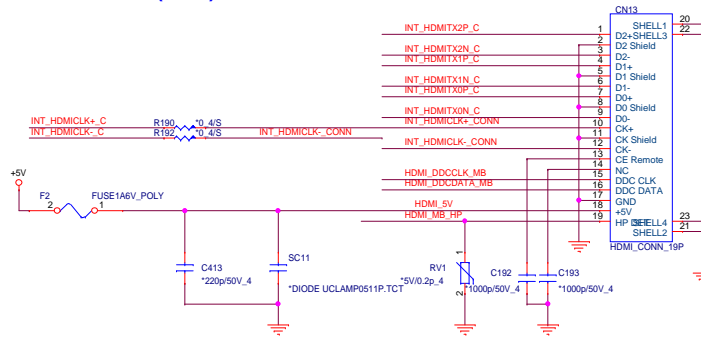 CN13
INT_HDMITX2P_C 1 D2+ SHELL1 20
2 D2 Shield SHELL3 22
INT_HDMITX2N_C 3 D2-
INT_HDMITX1P_C 4 D1+
5 D1 Shield
INT_HDMITX1N_C 6 D1-
INT_HDMITX0P_C 7 D0+
8 D0 Shield
INT_HDMITX0N_C 9 D0-
INT_HDMICLK+_C R190 *0_4/S INT_HDMICLK+_CONN 10 CK+
INT_HDMICLK-_C R192 *0_4/S INT_HDMICLK-_CONN 11 CK Shield
INT_HDMICLK-_CONN 12 CK-
13 CE Remote
14 NC
HDMI_DDCCLK_MB 15 DDC CLK
HDMI_DDCDATA_MB 16 DDC DATA
17 GND
+5V
F2 FUSE1A6V_POLY
2 1
HDMI_5V 18 +5V
HDMI_MB_HP 19 HP DET SHELL4 23
SHELL2 21
HDMI_CONN_19P
C413
*220p/50V_4
SC11
*DIODE UCLAMP0511P.TCT
1
RV1
*5V/0.2p_4
2
C192
*1000p/50V_4
C193
*1000p/50V_4